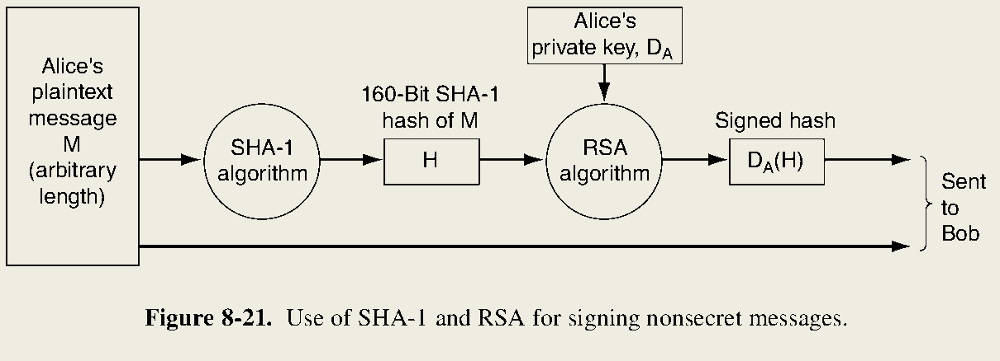 Alice's
plaintext
message
M
(arbitrary
length)
SHA-1
algorithm
160-Bit SHA-1
hash of M
H
Alice's
private key, D_A
RSA
algorithm
Signed hash
D_A(H)
Sent
to
Bob
Figure 8-21. Use of SHA-1 and RSA for signing nonsecret messages.